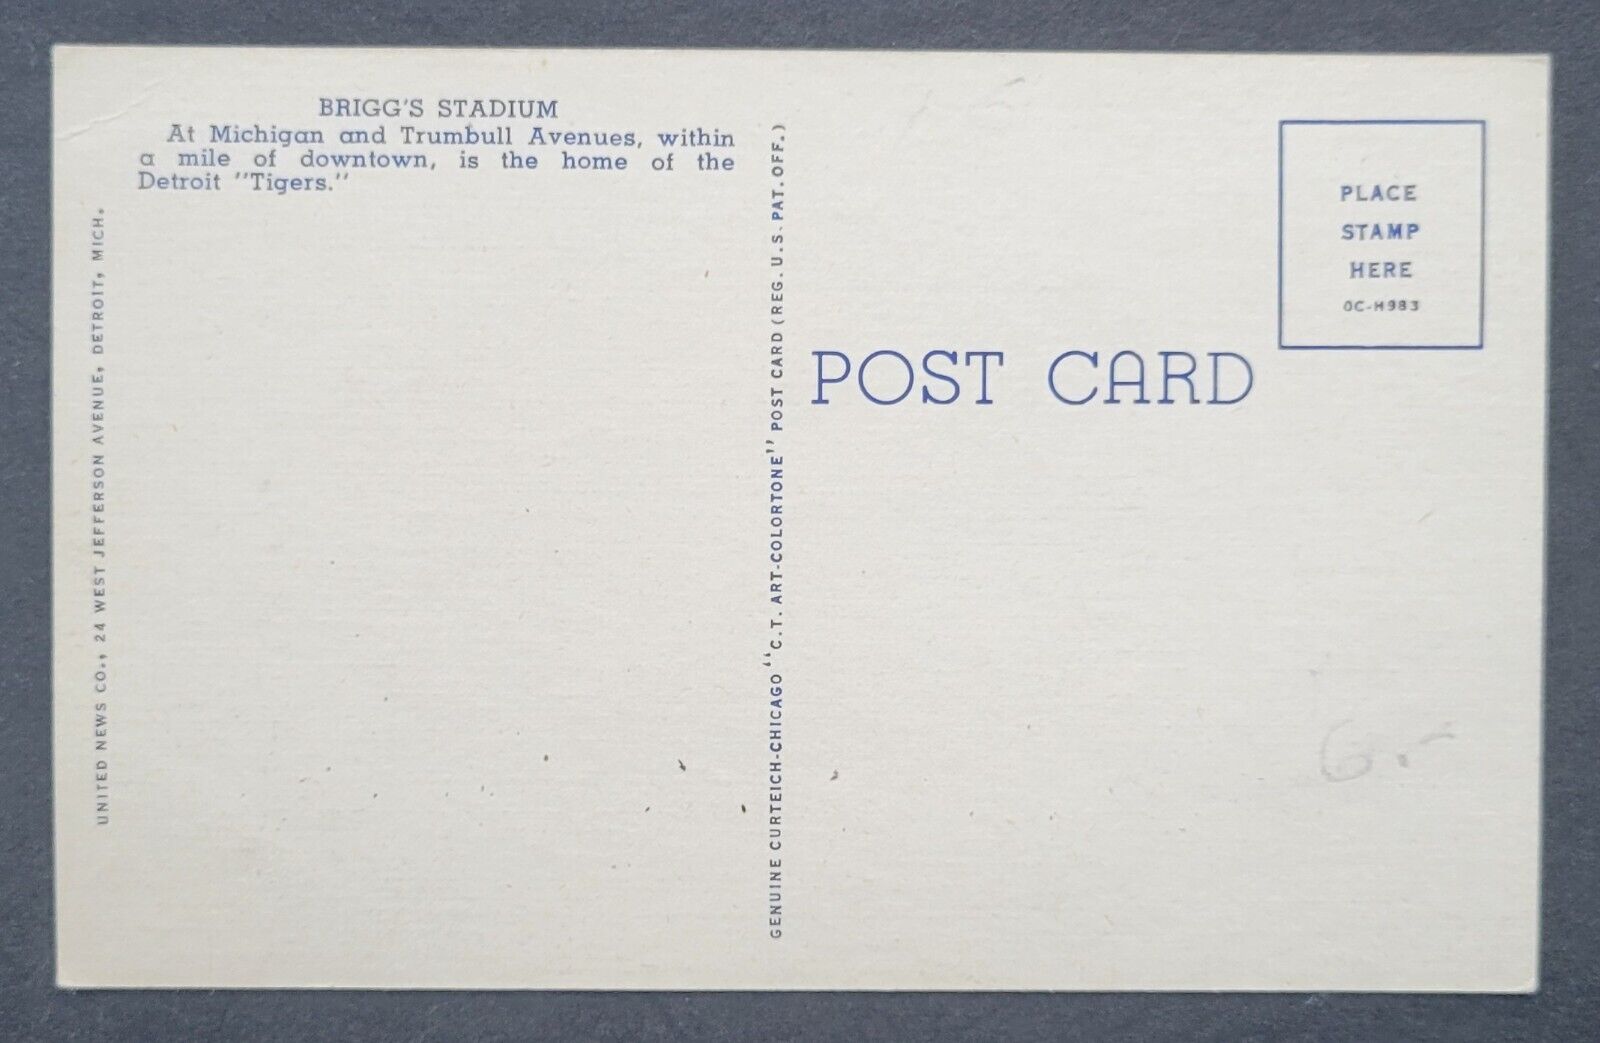 BRIGG'S STADIUM
At Michigan and Trumbull Avenues, within
a mile of downtown, is the home of the
Detroit "Tigers."
UNITED NEWS CO., 24 WEST JEFFERSON AVENUE, DETROIT, MICH.
GENUINE CURTEICH-CHICAGO "C.T. ART-COLORTONE" POST CARD (REG. U.S. PAT. OFF.)
POST CARD
PLACE
STAMP
HERE
OC-H983
6.-